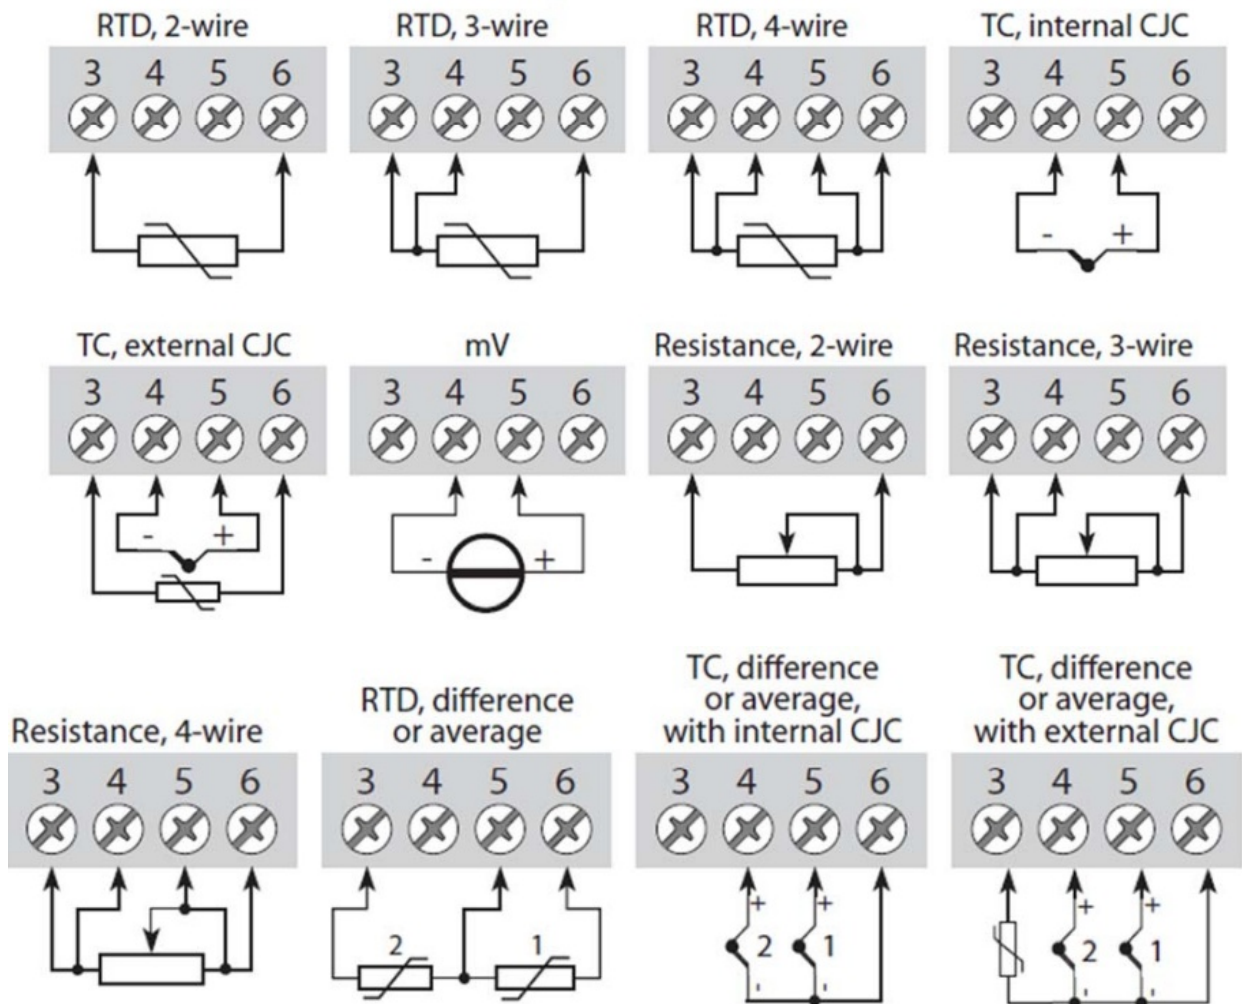 RTD, 2-wire
3 4 5 6
RTD, 3-wire
3 4 5 6
RTD, 4-wire
3 4 5 6
TC, internal CJC
3 4 5 6
- +
TC, external CJC
3 4 5 6
- +
mV
3 4 5 6
- +
Resistance, 2-wire
3 4 5 6
Resistance, 3-wire
3 4 5 6
Resistance, 4-wire
3 4 5 6
RTD, difference
or average
3 4 5 6
2 1
TC, difference
or average,
with internal CJC
3 4 5 6
+ +
2 1
- -
TC, difference
or average,
with external CJC
3 4 5 6
+ +
2 1
- -